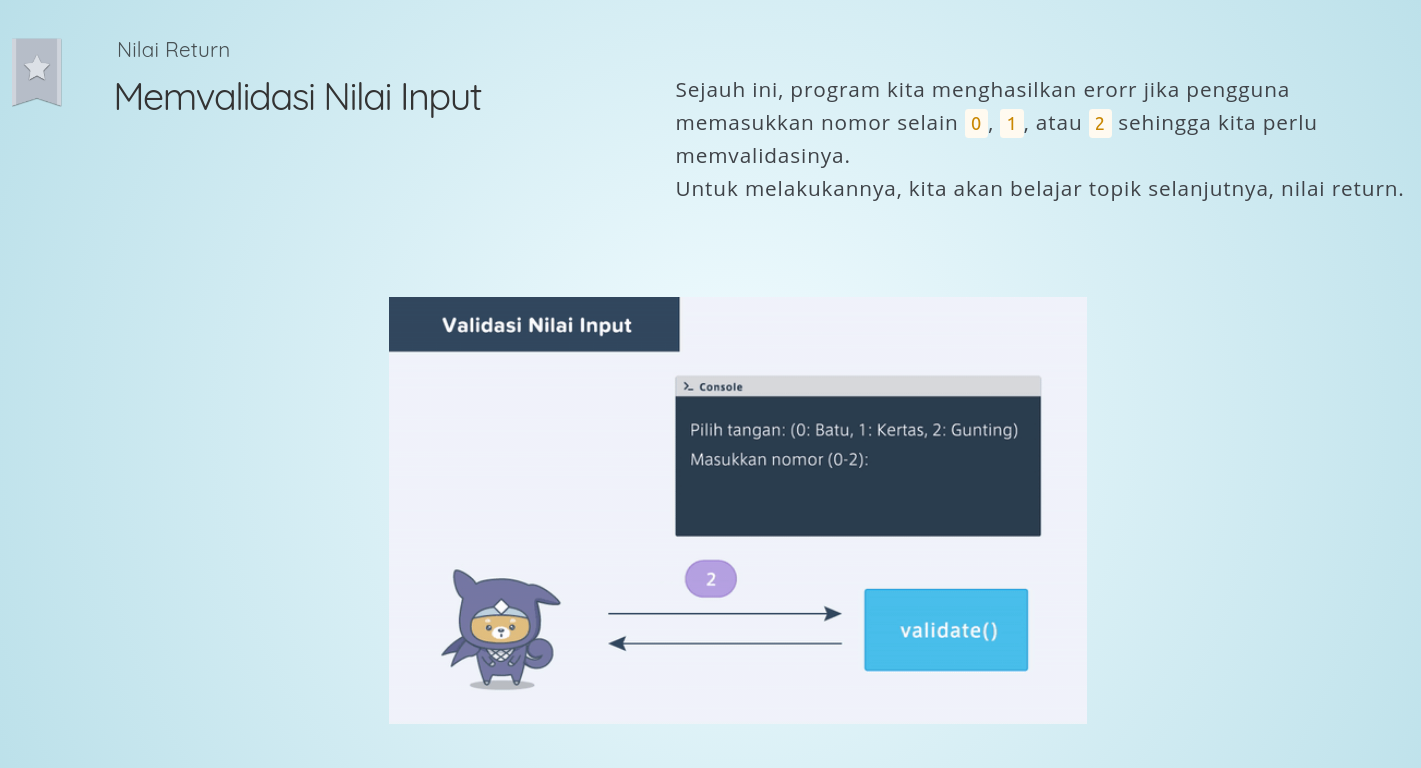 Nilai Return
Memvalidasi Nilai Input
Sejauh ini, program kita menghasilkan erorr jika pengguna
memasukkan nomor selain 0, 1, atau 2 sehingga kita perlu
memvalidasinya.
Untuk melakukannya, kita akan belajar topik selanjutnya, nilai return.
Validasi Nilai Input
>_ Console
Pilih tangan: (0: Batu, 1: Kertas, 2: Gunting)
Masukkan nomor (0-2):
2
validate()